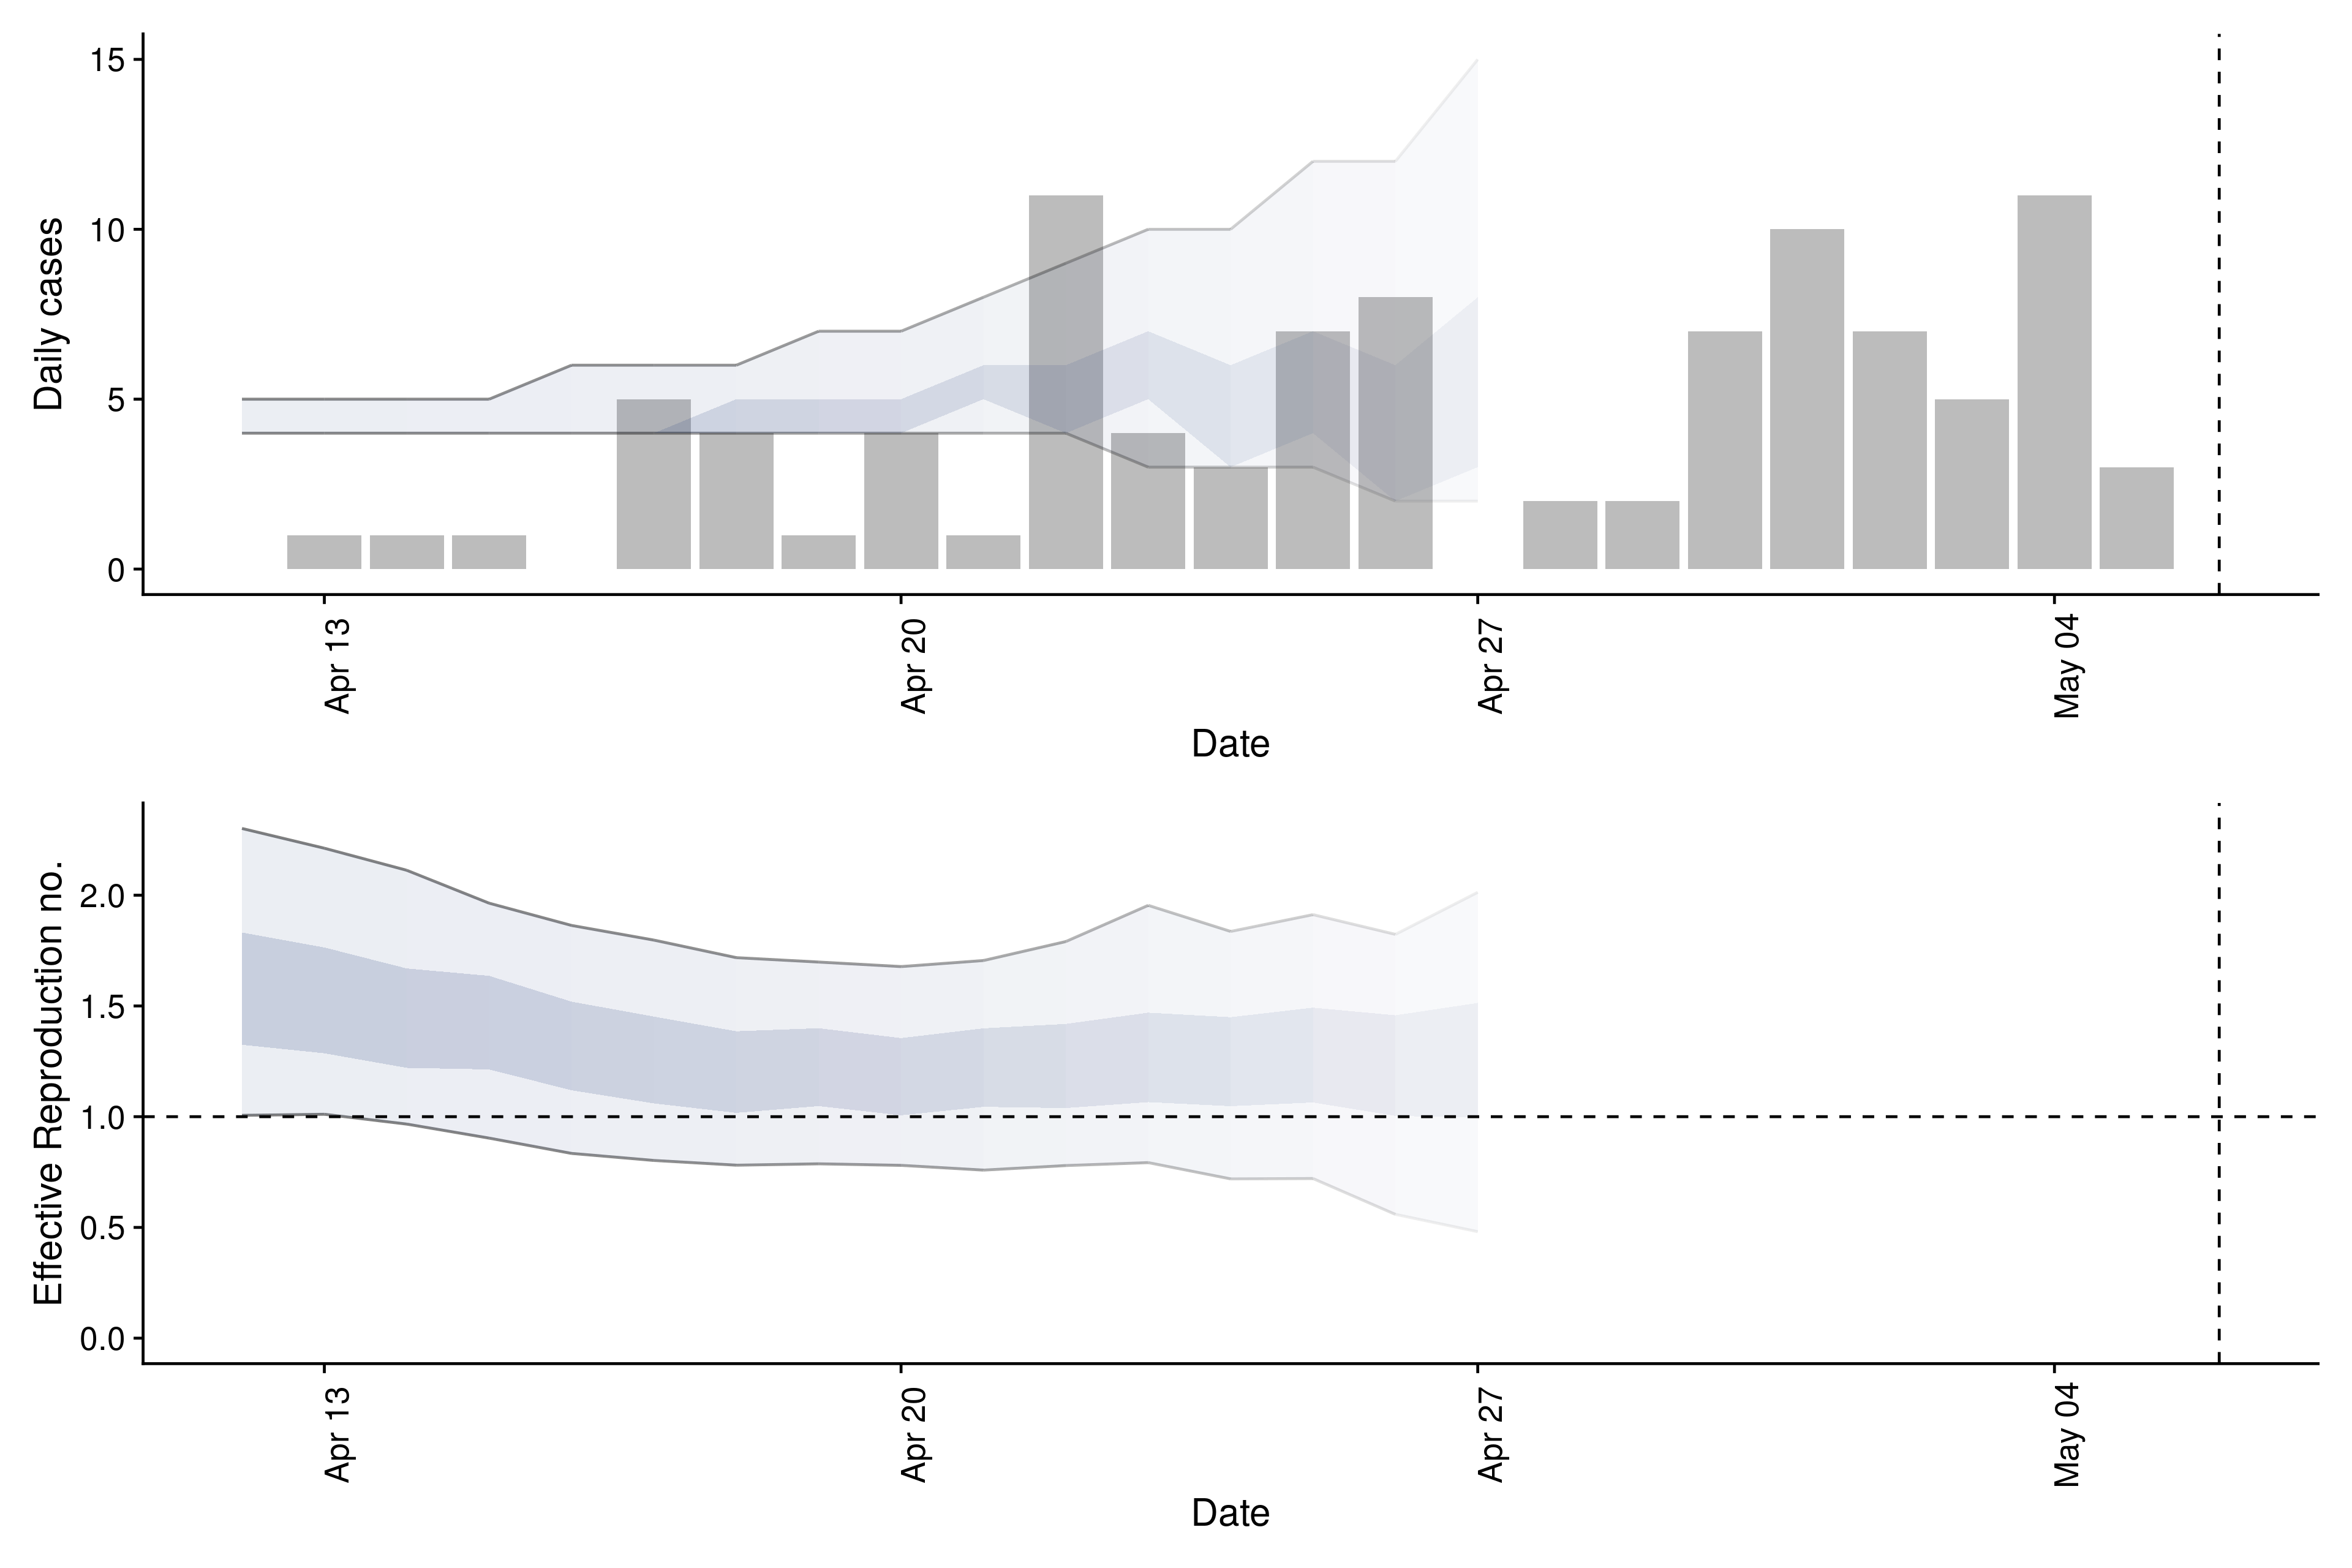 Daily cases
15
10
5
0
Apr 13
Apr 20
Apr 27
May 04
Date
Effective Reproduction no.
2.0
1.5
1.0
0.5
0.0
Apr 13
Apr 20
Apr 27
May 04
Date